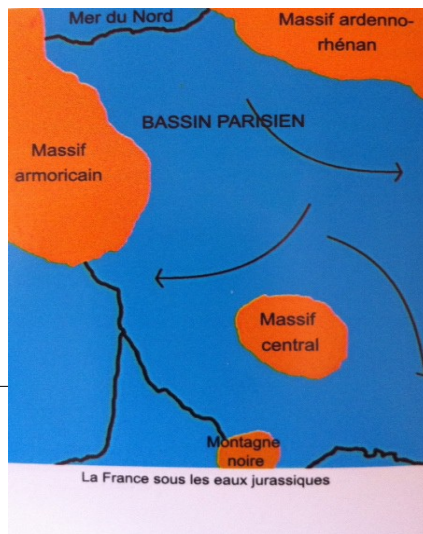 Mer du Nord
Massif ardenno-
rhénan
BASSIN PARISIEN
Massif
armoricain
Massif
central
Montagne
noire
La France sous les eaux jurassiques